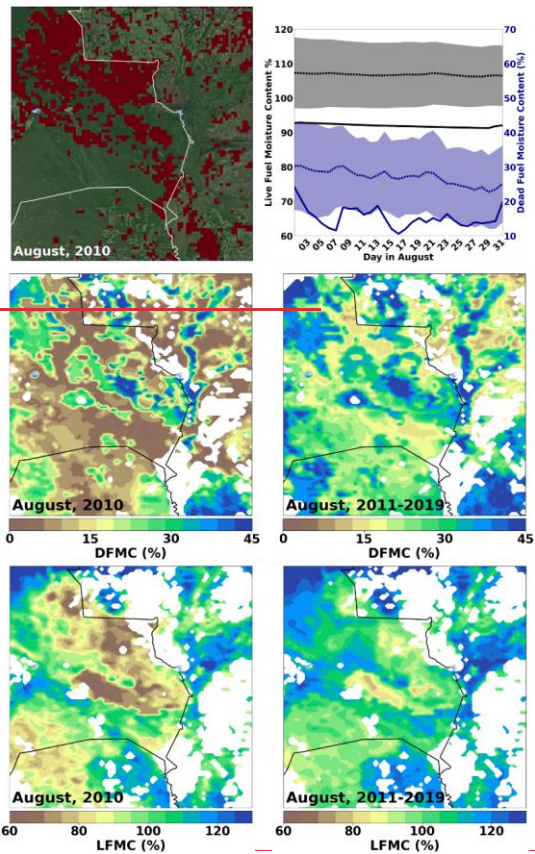 August, 2010
120
110
100
90
80
70
60
Live Fuel Moisture Content %
70
60
50
40
30
20
10
Dead Fuel Moisture Content (%)
03
05
07
09
11
13
15
17
19
21
23
25
27
29
31
Day in August
August, 2010
0 15 30 45
DFMC (%)
August, 2011-2019
0 15 30 45
DFMC (%)
August, 2010
60 80 100 120
LFMC (%)
August, 2011-2019
60 80 100 120
LFMC (%)